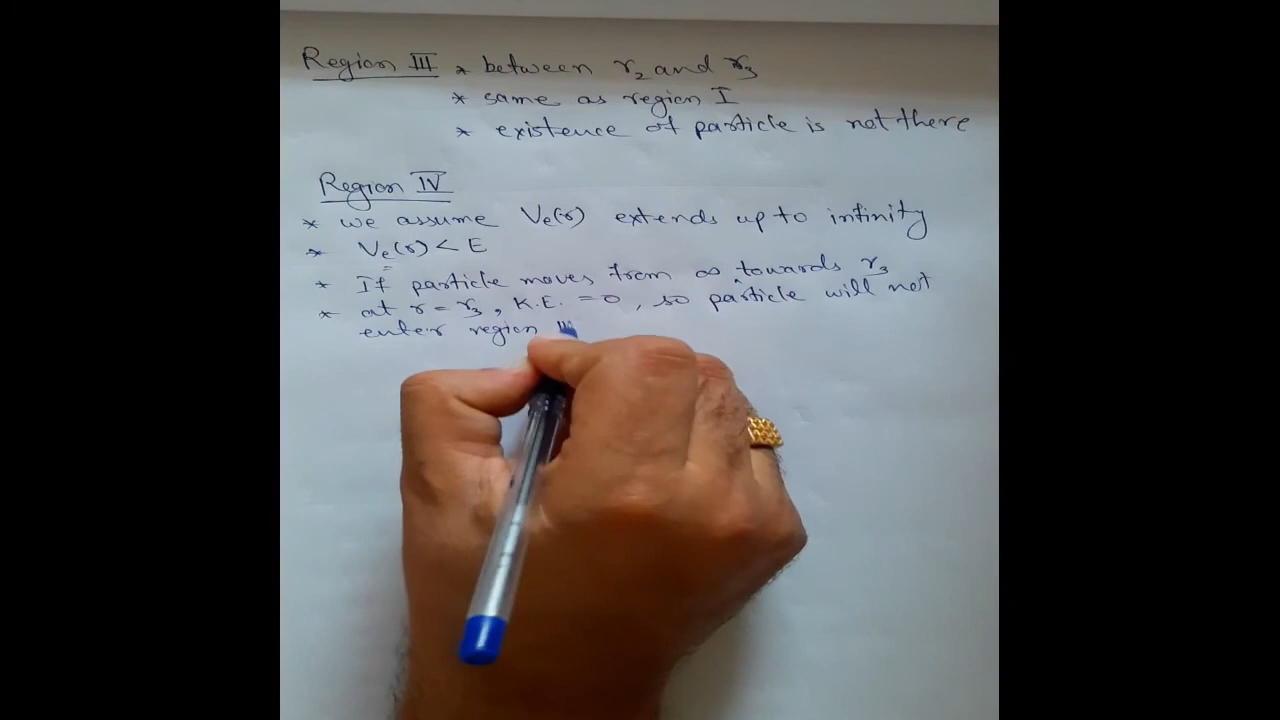 Region III * between r₂ and r₃
* same as region I
* existence of particle is not there
Region IV
* we assume Vₑ(r) extends up to infinity
* Vₑ(r) < E
* If particle moves from ∞ towards r₃
* at r = r₃, K.E. = 0, so particle will not
enter region III